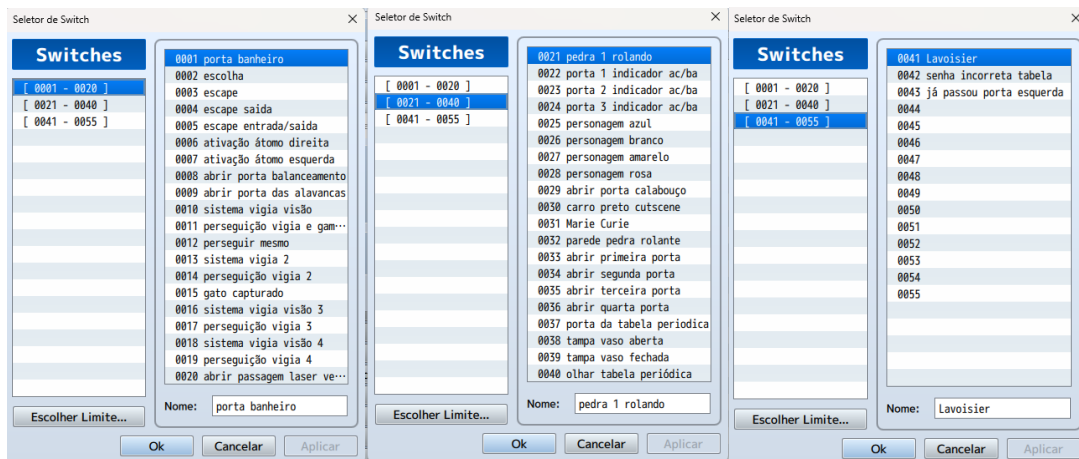 Seletor de Switch
Switches
[ 0001 - 0020 ]
[ 0021 - 0040 ]
[ 0041 - 0055 ]
Escolher Limite...
0001 porta banheiro
0002 escolha
0003 escape
0004 escape saida
0005 escape entrada/saida
0006 ativação átomo direita
0007 ativação átomo esquerda
0008 abrir porta balanceamento
0009 abrir porta das alavancas
0010 sistema vigia visão
0011 perseguição vigia e gam…
0012 perseguir mesmo
0013 sistema vigia 2
0014 perseguição vigia 2
0015 gato capturado
0016 sistema vigia visão 3
0017 perseguição vigia 3
0018 sistema vigia visão 4
0019 perseguição vigia 4
0020 abrir passagem laser ve…
Nome: porta banheiro
Ok Cancelar Aplicar
Seletor de Switch
Switches
[ 0001 - 0020 ]
[ 0021 - 0040 ]
[ 0041 - 0055 ]
Escolher Limite...
0021 pedra 1 rolando
0022 porta 1 indicador ac/ba
0023 porta 2 indicador ac/ba
0024 porta 3 indicador ac/ba
0025 personagem azul
0026 personagem branco
0027 personagem amarelo
0028 personagem rosa
0029 abrir porta calabouço
0030 carro preto cutscene
0031 Marie Curie
0032 parede pedra rolante
0033 abrir primeira porta
0034 abrir segunda porta
0035 abrir terceira porta
0036 abrir quarta porta
0037 porta da tabela periodica
0038 tampa vaso aberta
0039 tampa vaso fechada
0040 olhar tabela periódica
Nome: pedra 1 rolando
Ok Cancelar Aplicar
Seletor de Switch
Switches
[ 0001 - 0020 ]
[ 0021 - 0040 ]
[ 0041 - 0055 ]
Escolher Limite...
0041 Lavoisier
0042 senha incorreta tabela
0043 já passou porta esquerda
0044
0045
0046
0047
0048
0049
0050
0051
0052
0053
0054
0055
Nome: Lavoisier
Ok Cancelar Aplicar